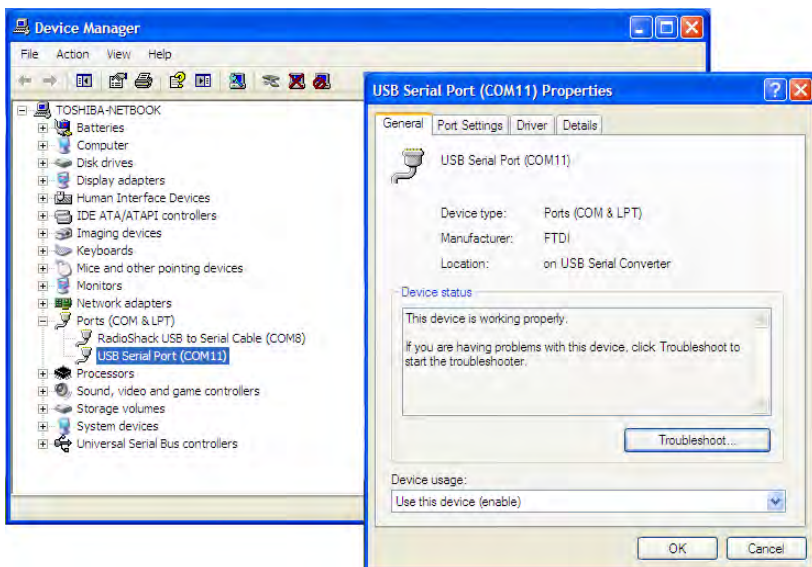 Device Manager
File Action View Help
TOSHIBA-NETBOOK
Batteries
Computer
Disk drives
Display adapters
Human Interface Devices
IDE ATA/ATAPI controllers
Imaging devices
Keyboards
Mice and other pointing devices
Monitors
Network adapters
Ports (COM & LPT)
RadioShack USB to Serial Cable (COM8)
USB Serial Port (COM11)
Processors
Sound, video and game controllers
Storage volumes
System devices
Universal Serial Bus controllers
USB Serial Port (COM11) Properties
General Port Settings Driver Details
USB Serial Port (COM11)
Device type: Ports (COM & LPT)
Manufacturer: FTDI
Location: on USB Serial Converter
Device status
This device is working properly.
If you are having problems with this device, click Troubleshoot to
start the troubleshooter.
Troubleshoot...
Device usage:
Use this device (enable)
OK Cancel